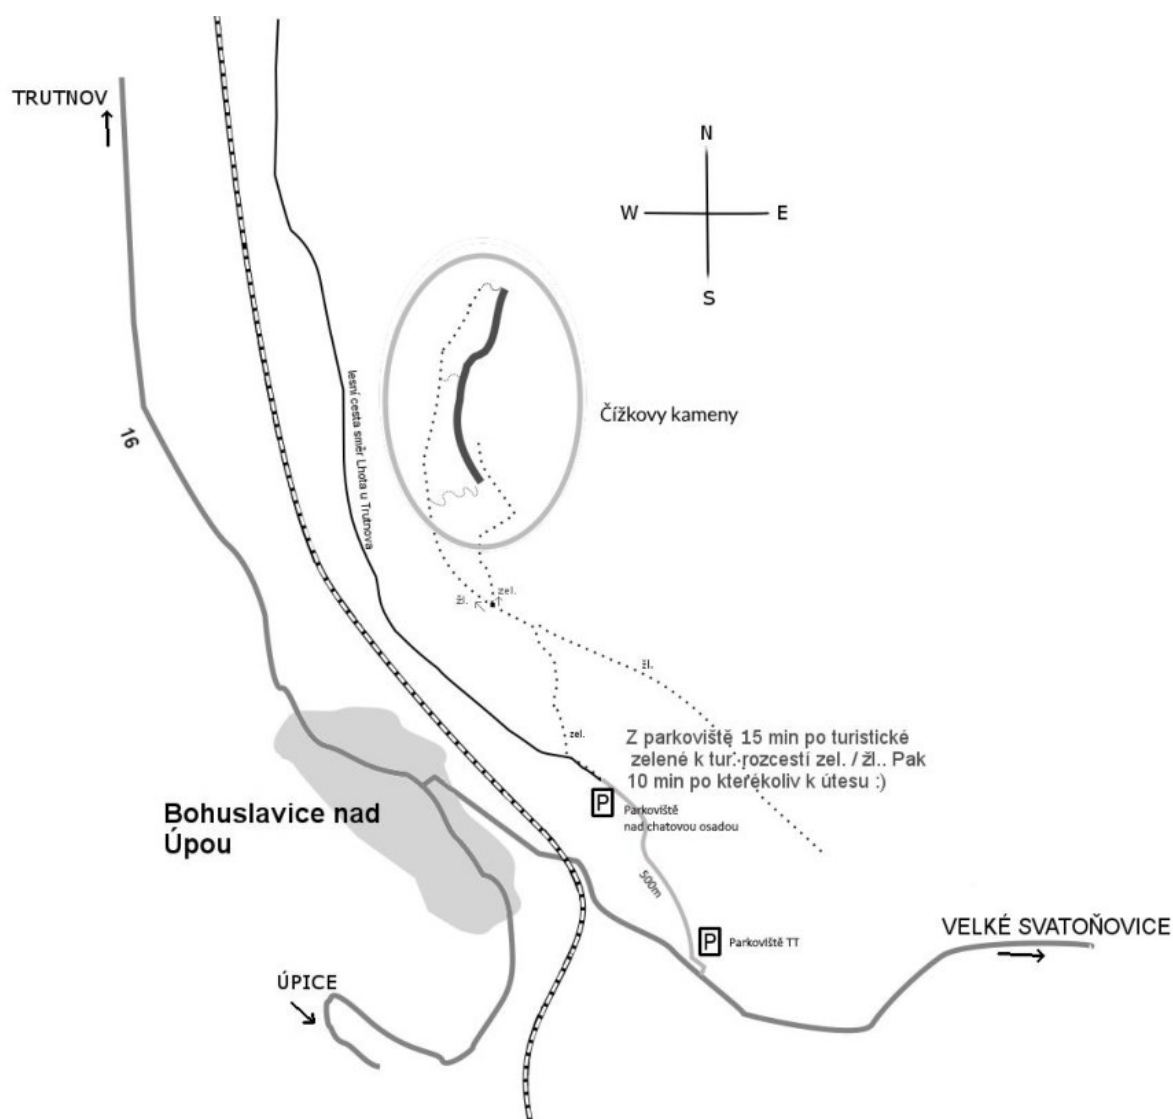 TRUTNOV
N
W
E
S
16
lesní cesta směr Lhota u Trutnova
Čížkovy kameny
žl.
zel.
žl.
zel.
Z parkoviště 15 min po turistické
zelené k tur. rozcestí zel. / žl.. Pak
10 min po kterékoliv k útesu :)
P
Parkoviště
nad chatovou osadou
Bohuslavice nad
Úpou
500m
P
Parkoviště TT
VELKÉ SVATOŇOVICE
ÚPICE